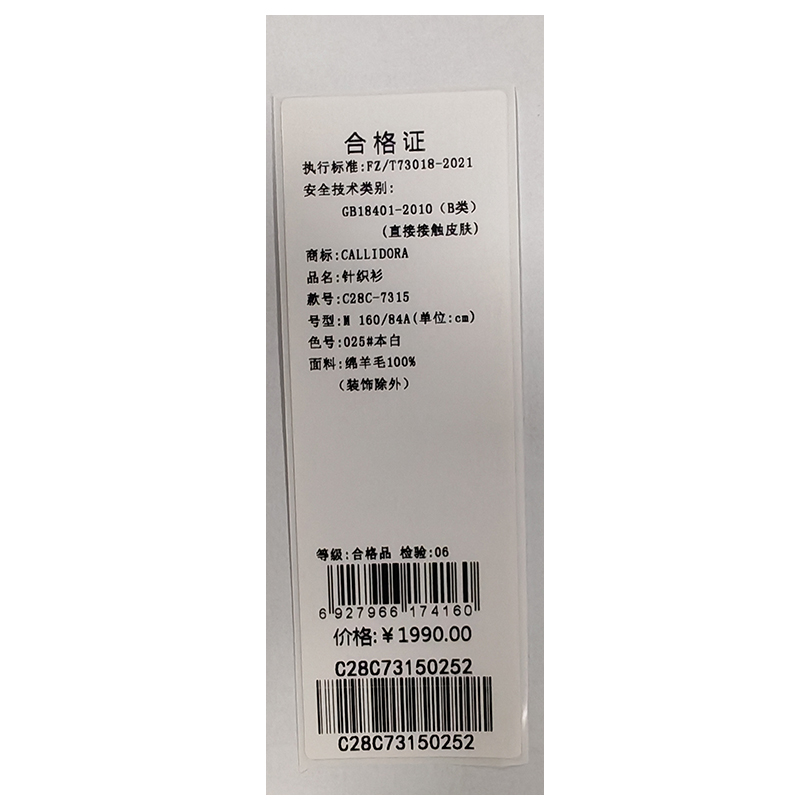 合格证
执行标准:FZ/T73018-2021
安全技术类别:
GB18401-2010（B类）
(直接接触皮肤)
商标:CALLIDORA
品名:针织衫
款号:C28C-7315
号型:M 160/84A(单位:cm)
色号:025#本白
面料:绵羊毛100%
（装饰除外）
等级:合格品 检验:06
6 927966 174160
价格:￥1990.00
C28C73150252
C28C73150252